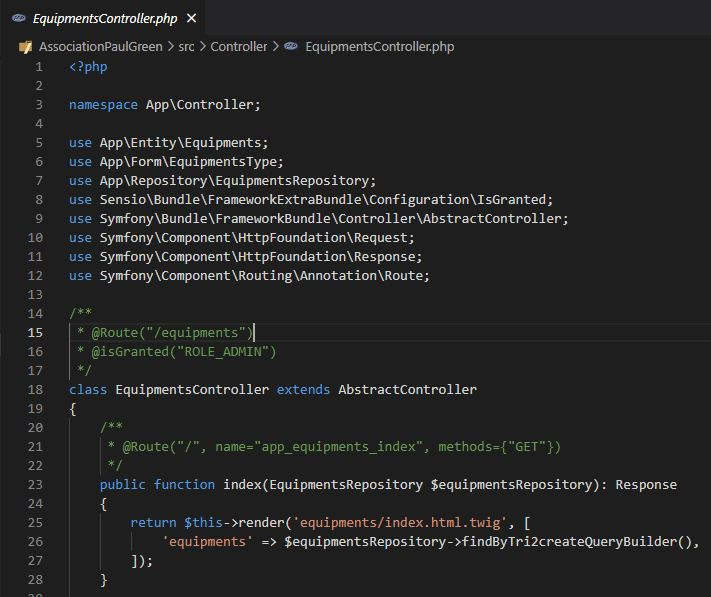 EquipmentsController.php ×
AssociationPaulGreen > src > Controller > EquipmentsController.php
1 <?php
2
3 namespace App\Controller;
4
5 use App\Entity\Equipments;
6 use App\Form\EquipmentsType;
7 use App\Repository\EquipmentsRepository;
8 use Sensio\Bundle\FrameworkExtraBundle\Configuration\IsGranted;
9 use Symfony\Bundle\FrameworkBundle\Controller\AbstractController;
10 use Symfony\Component\HttpFoundation\Request;
11 use Symfony\Component\HttpFoundation\Response;
12 use Symfony\Component\Routing\Annotation\Route;
13
14 /**
15 * @Route("/equipments")
16 * @isGranted("ROLE_ADMIN")
17 */
18 class EquipmentsController extends AbstractController
19 {
20 /**
21 * @Route("/", name="app_equipments_index", methods={"GET"})
22 */
23 public function index(EquipmentsRepository $equipmentsRepository): Response
24 {
25 return $this->render('equipments/index.html.twig', [
26 'equipments' => $equipmentsRepository->findByTri2createQueryBuilder(),
27 ]);
28 }